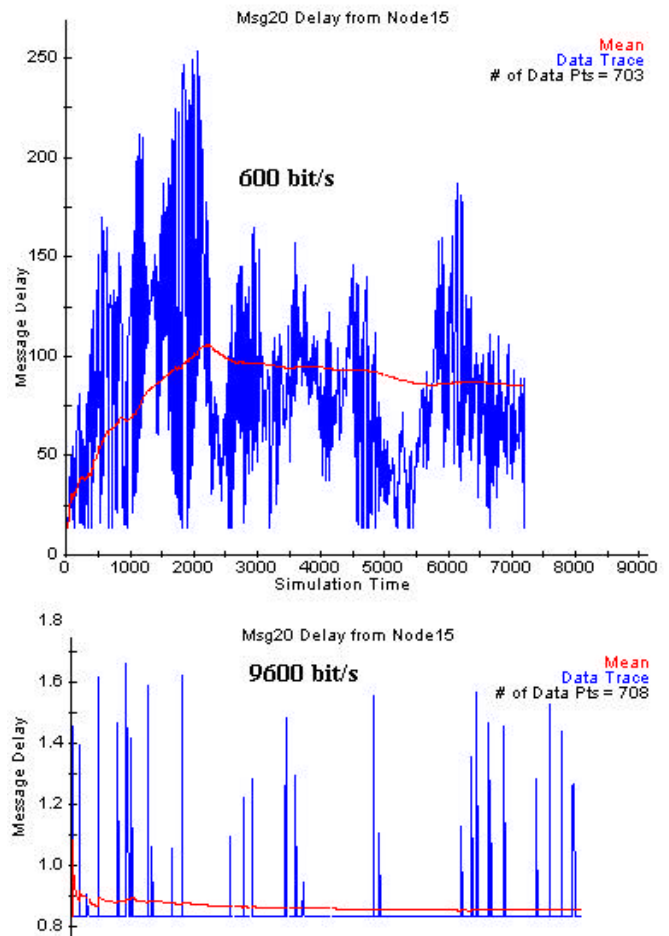 Msg20 Delay from Node15
Mean
Data Trace
# of Data Pts = 703
600 bit/s
Message Delay
250
200
150
100
50
0
0 1000 2000 3000 4000 5000 6000 7000 8000 9000
Simulation Time
Msg20 Delay from Node15
Mean
Data Trace
# of Data Pts = 708
9600 bit/s
Message Delay
1.8
1.6
1.4
1.2
1.0
0.8